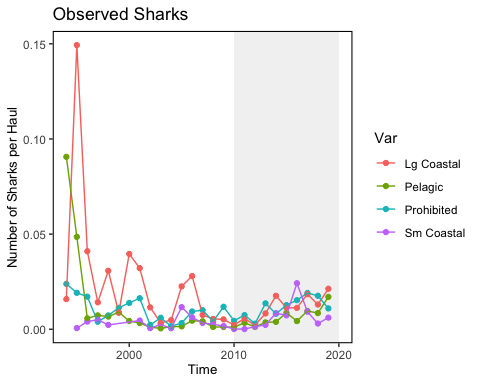 Observed Sharks
Number of Sharks per Haul
0.15
0.10
0.05
0.00
2000
2010
2020
Time
Var
Lg Coastal
Pelagic
Prohibited
Sm Coastal